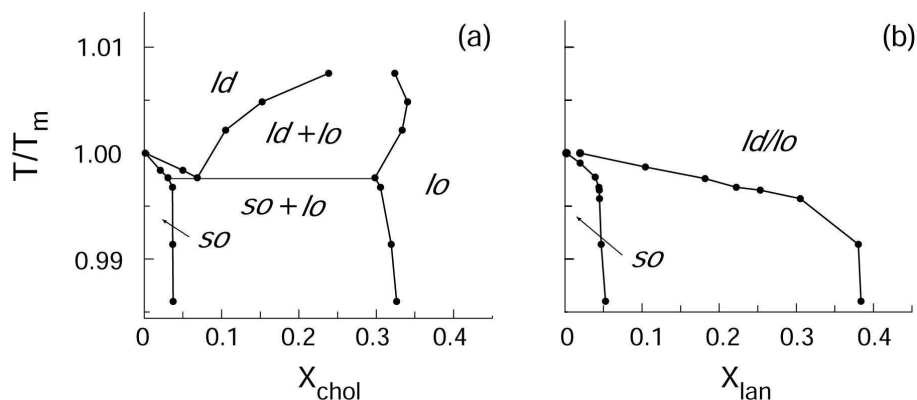 (a)
(b)
1.01
1.00
0.99
T/Tm
ld
ld + lo
lo
so + lo
so
0
0.1
0.2
0.3
0.4
Xchol
ld/lo
so
0
0.1
0.2
0.3
0.4
Xlan